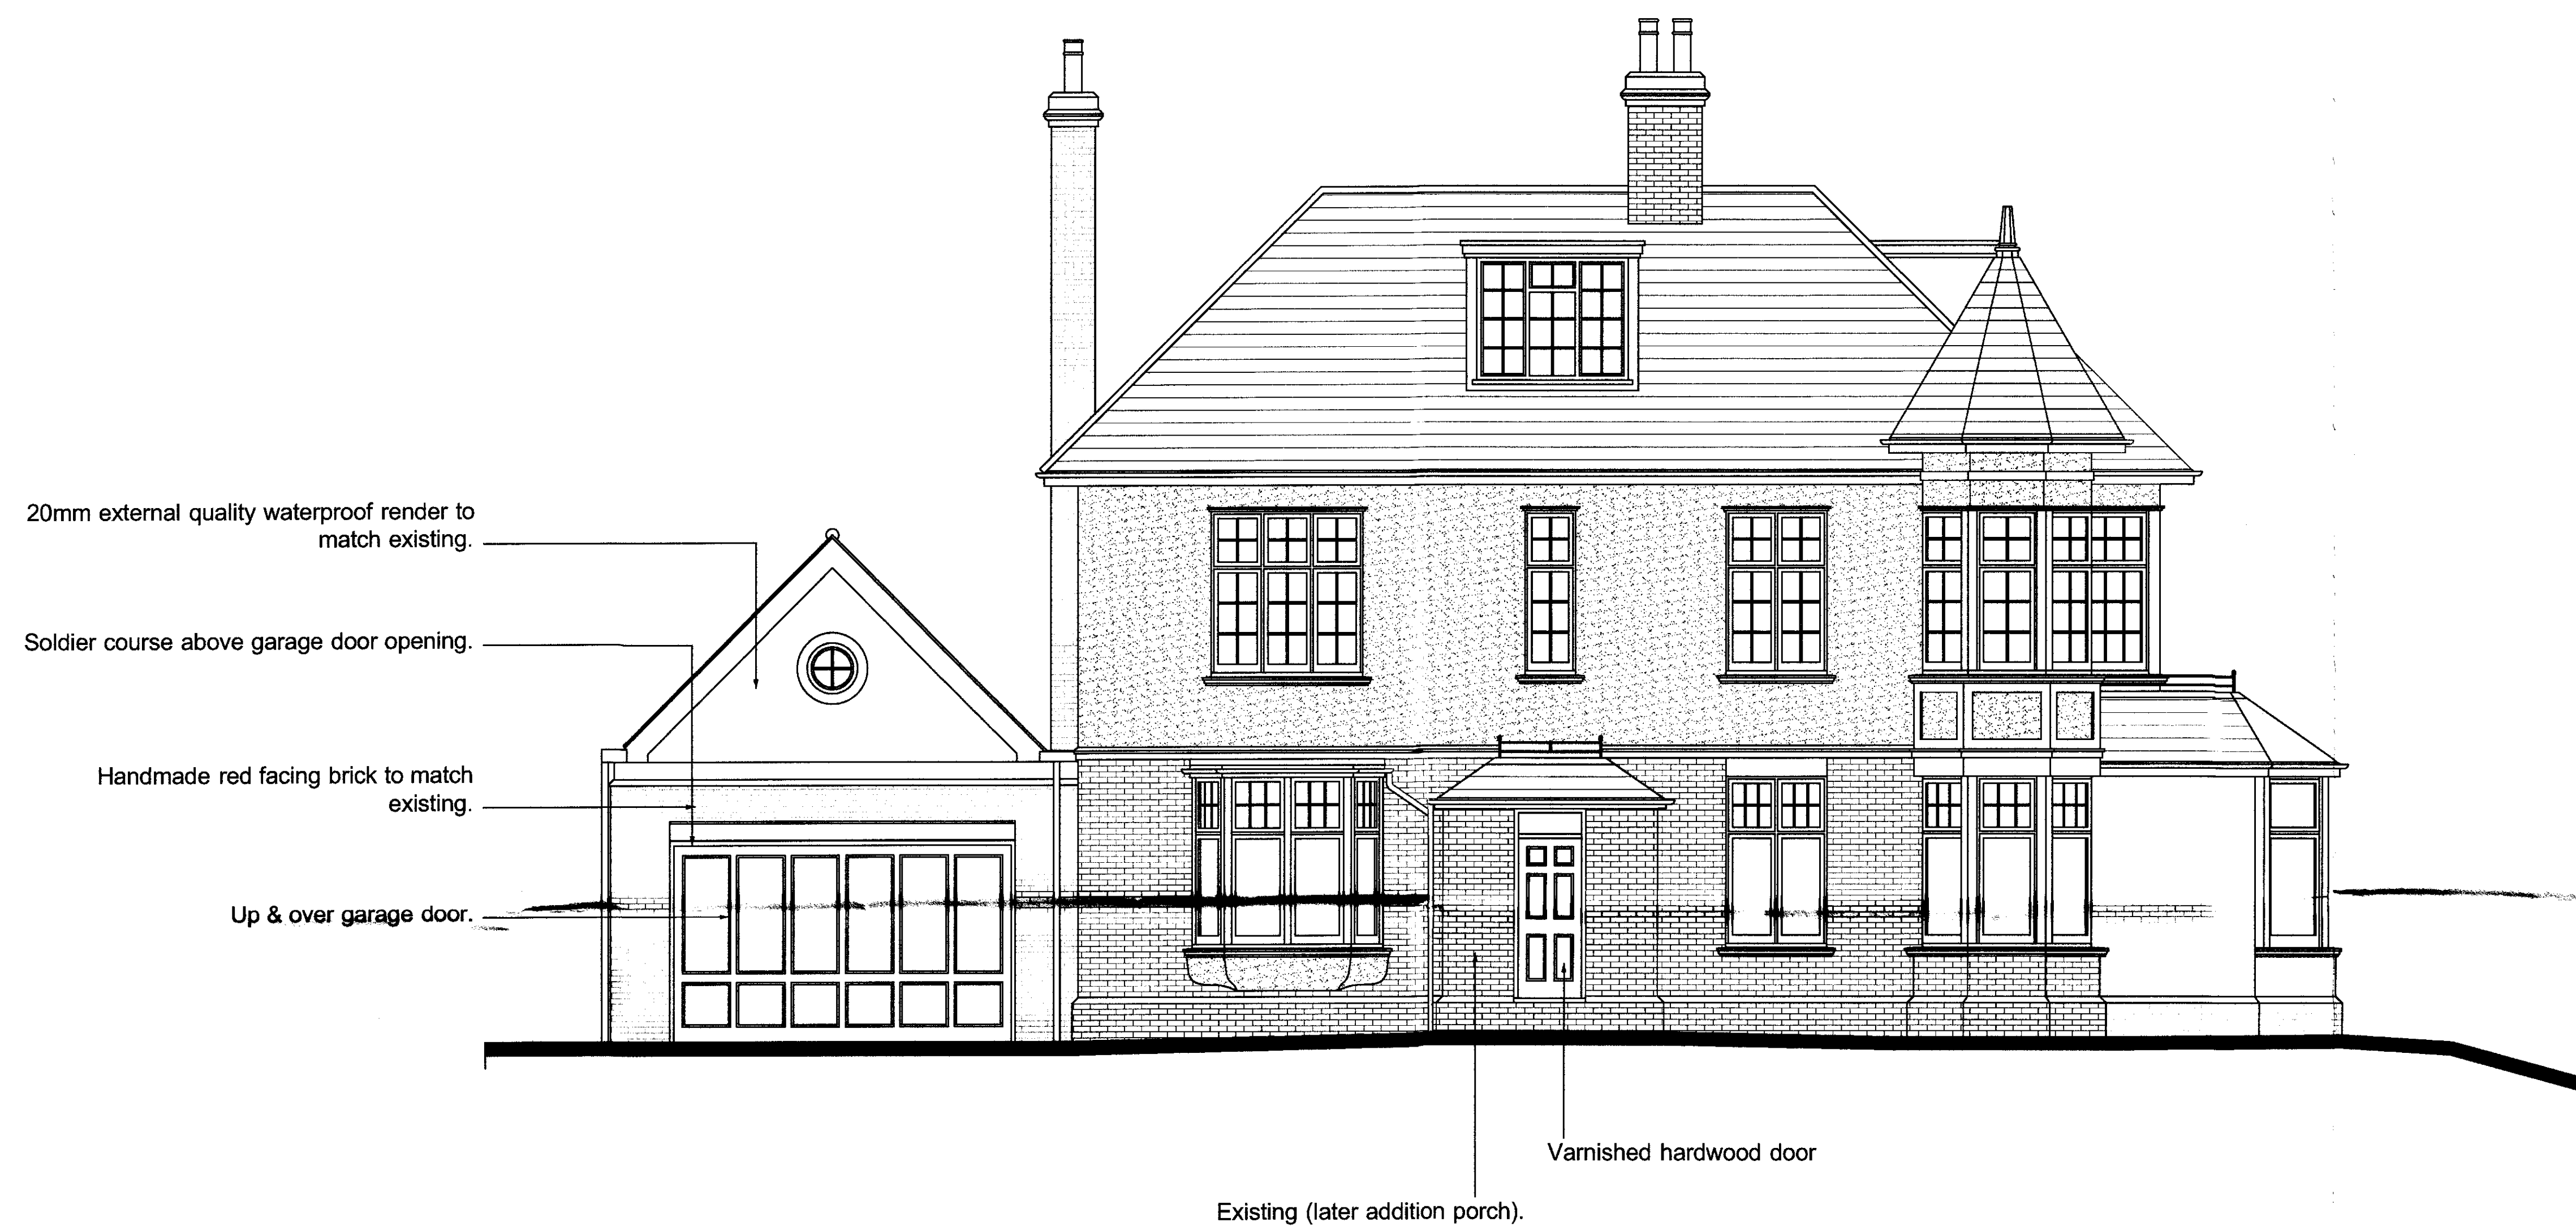 20mm external quality waterproof render to
match existing.
Soldier course above garage door opening.
Handmade red facing brick to match
existing.
Up & over garage door.
Varnished hardwood door
Existing (later addition porch).